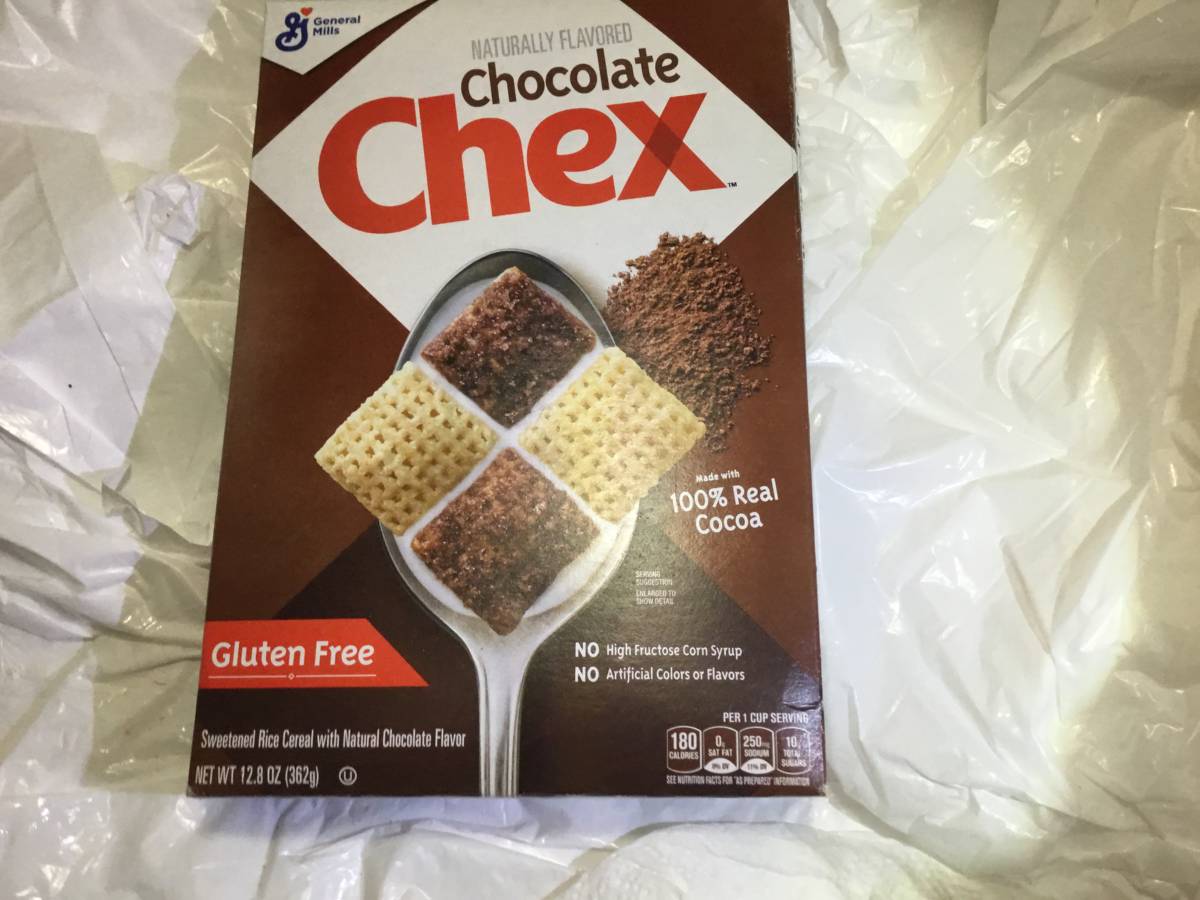 General
Mills
NATURALLY FLAVORED
Chocolate
Chex™
Made with
100% Real
Cocoa
SERVING
SUGGESTION
ENLARGED TO
SHOW DETAIL
Gluten Free
NO High Fructose Corn Syrup
NO Artificial Colors or Flavors
PER 1 CUP SERVING
180
CALORIES
0g
SAT FAT
0% DV
250mg
SODIUM
11% DV
10g
TOTAL
SUGARS
SEE NUTRITION FACTS FOR "AS PREPARED" INFORMATION
Sweetened Rice Cereal with Natural Chocolate Flavor
NET WT 12.8 OZ (362g) U